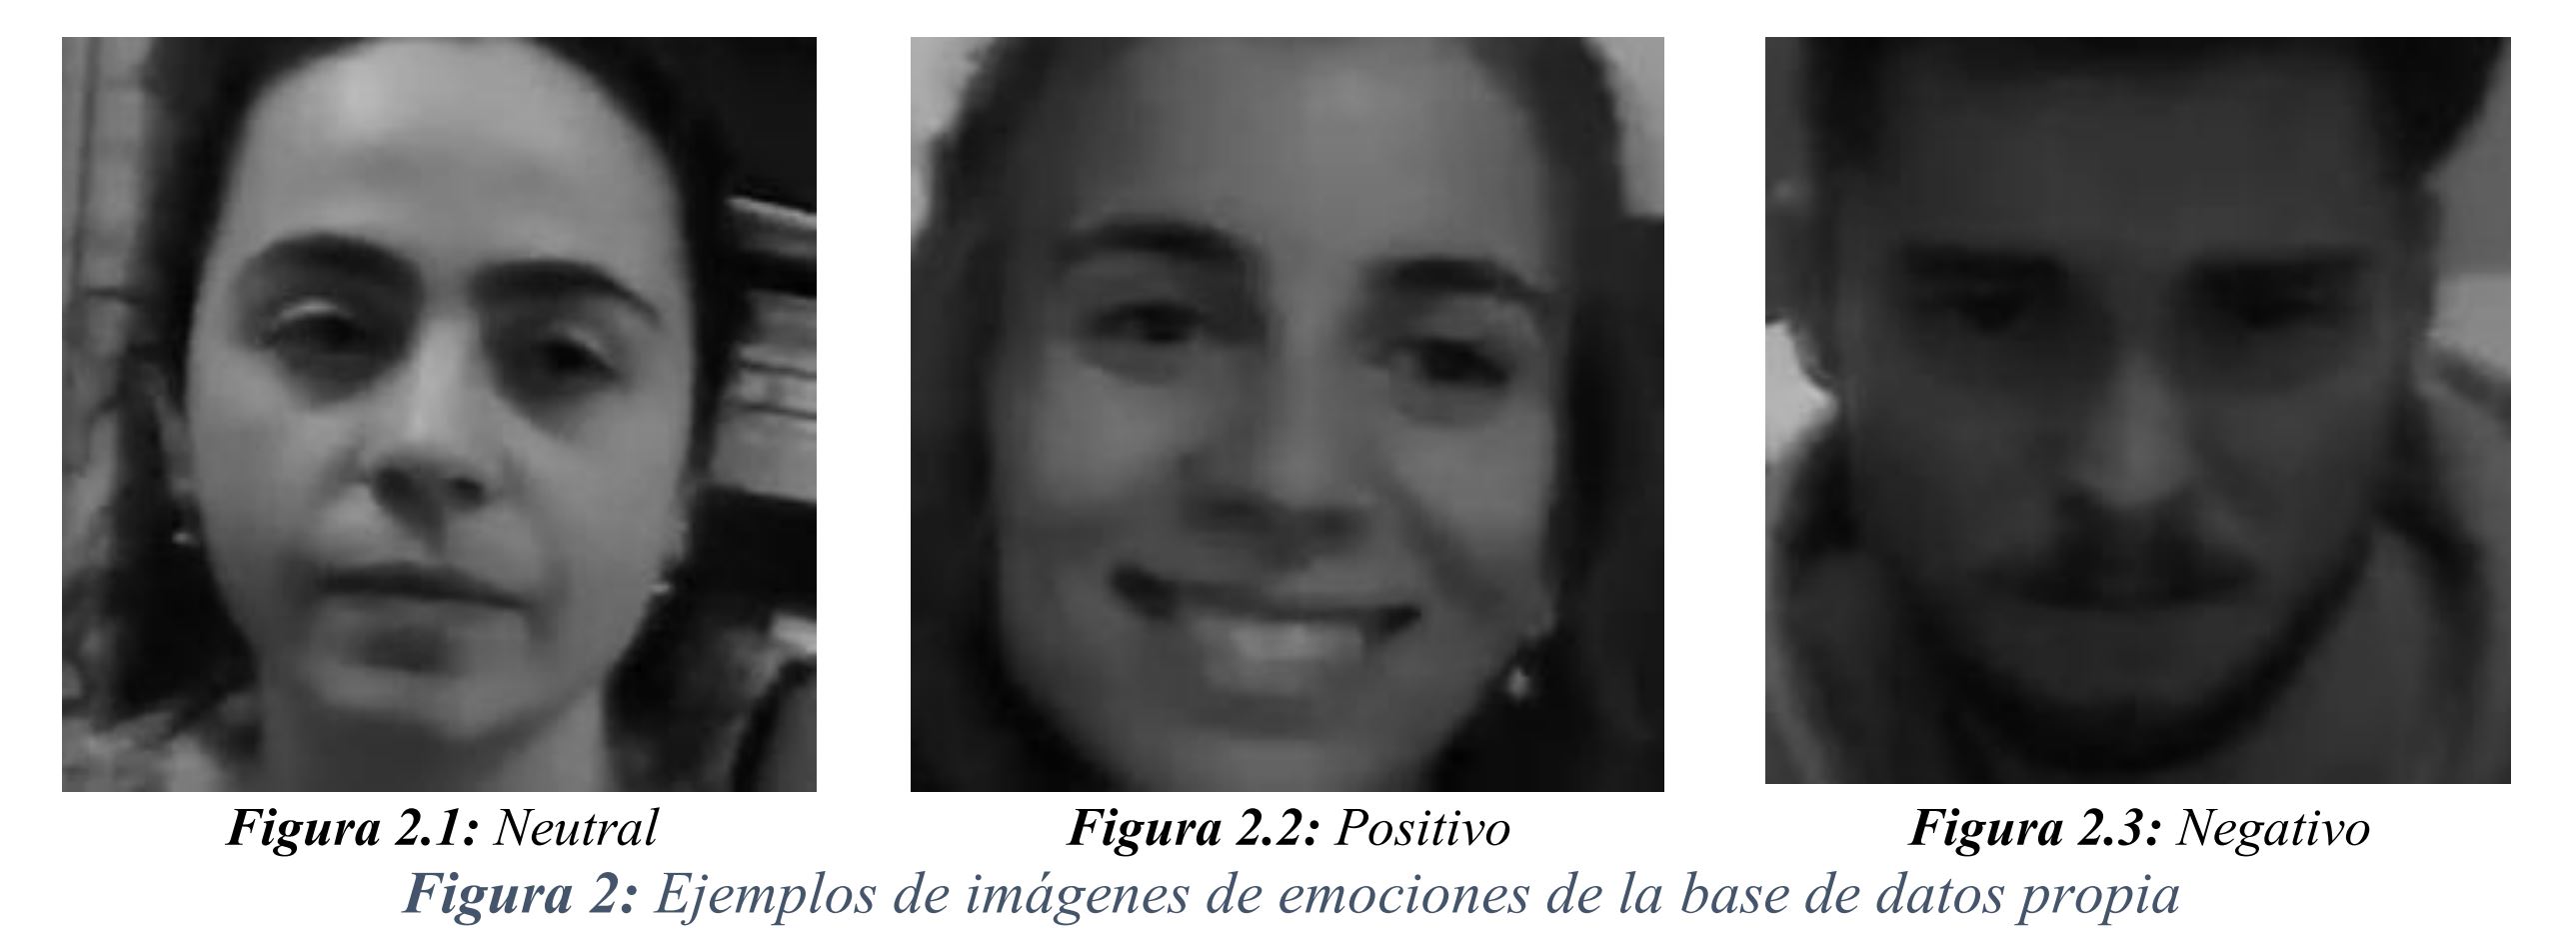 Figura 2.1: Neutral
Figura 2.2: Positivo
Figura 2.3: Negativo
Figura 2: Ejemplos de imágenes de emociones de la base de datos propia